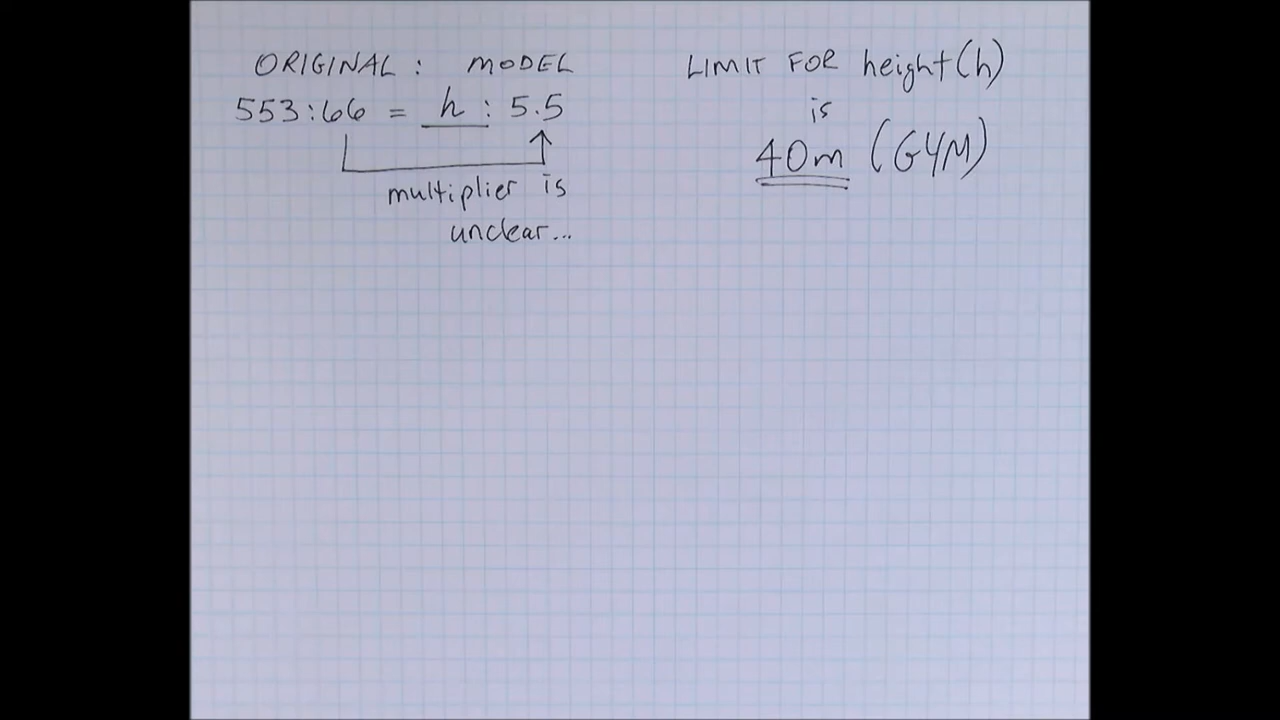 ORIGINAL : MODEL
553:66 = h : 5.5
multiplier is
unclear...
LIMIT FOR height(h)
is
40m (GYM)